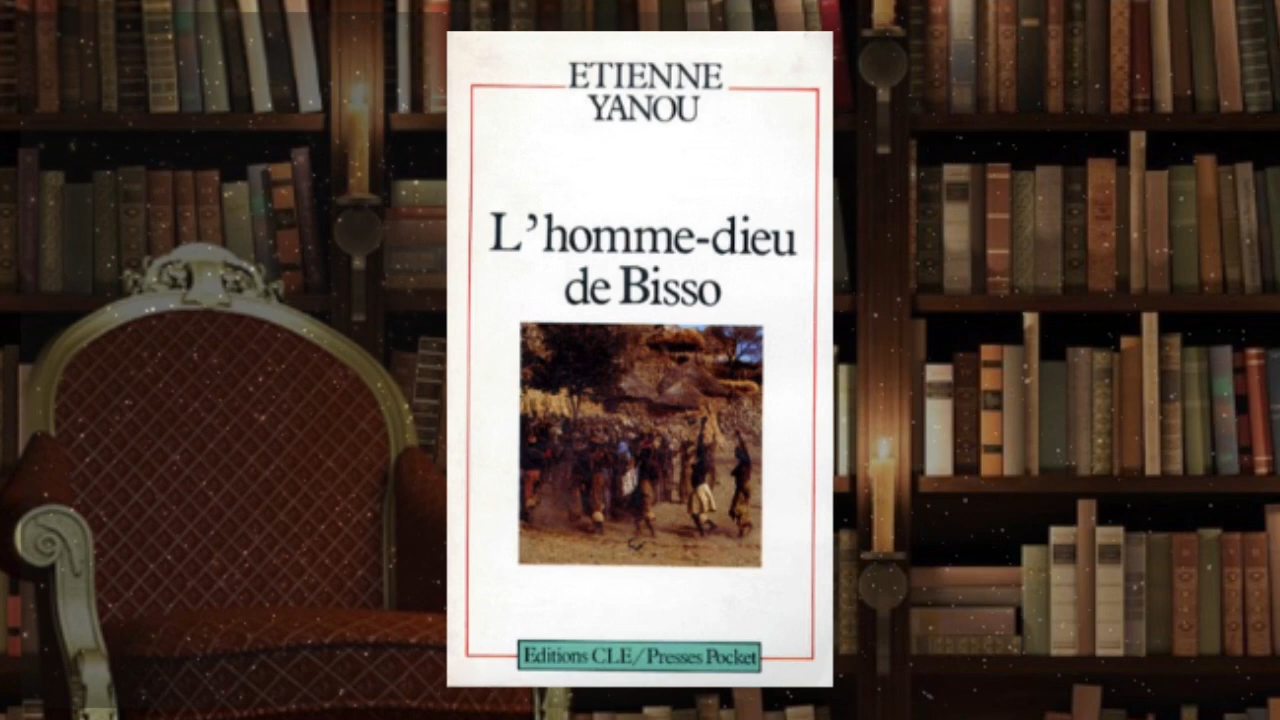 ETIENNE
YANOU
L'homme-dieu
de Bisso
Editions CLE/Presses Pocket